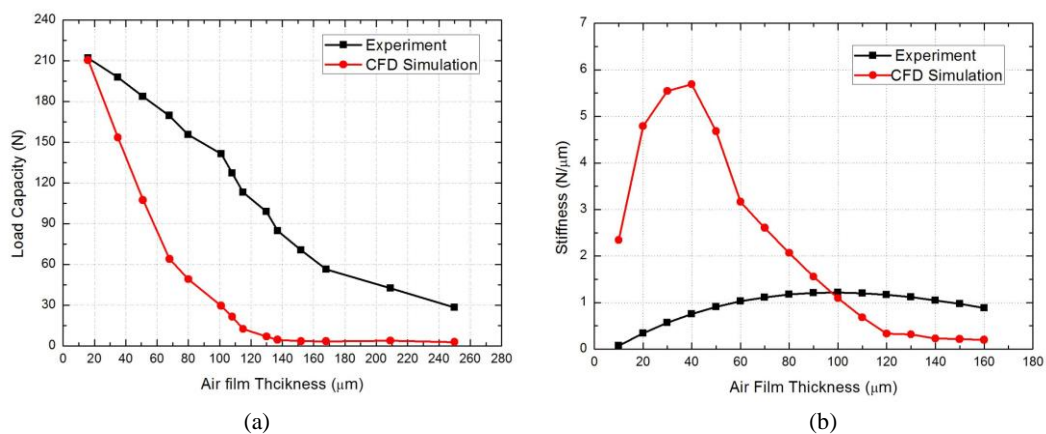 240
210
180
150
120
90
60
30
0
Load Capacity (N)
Experiment
CFD Simulation
0 20 40 60 80 100 120 140 160 180 200 220 240 260 280
Air film Thcikness (μm)
(a)
7
6
5
4
3
2
1
0
Stiffness (N/μm)
Experiment
CFD Simulation
0 20 40 60 80 100 120 140 160
Air Film Thickness (μm)
(b)